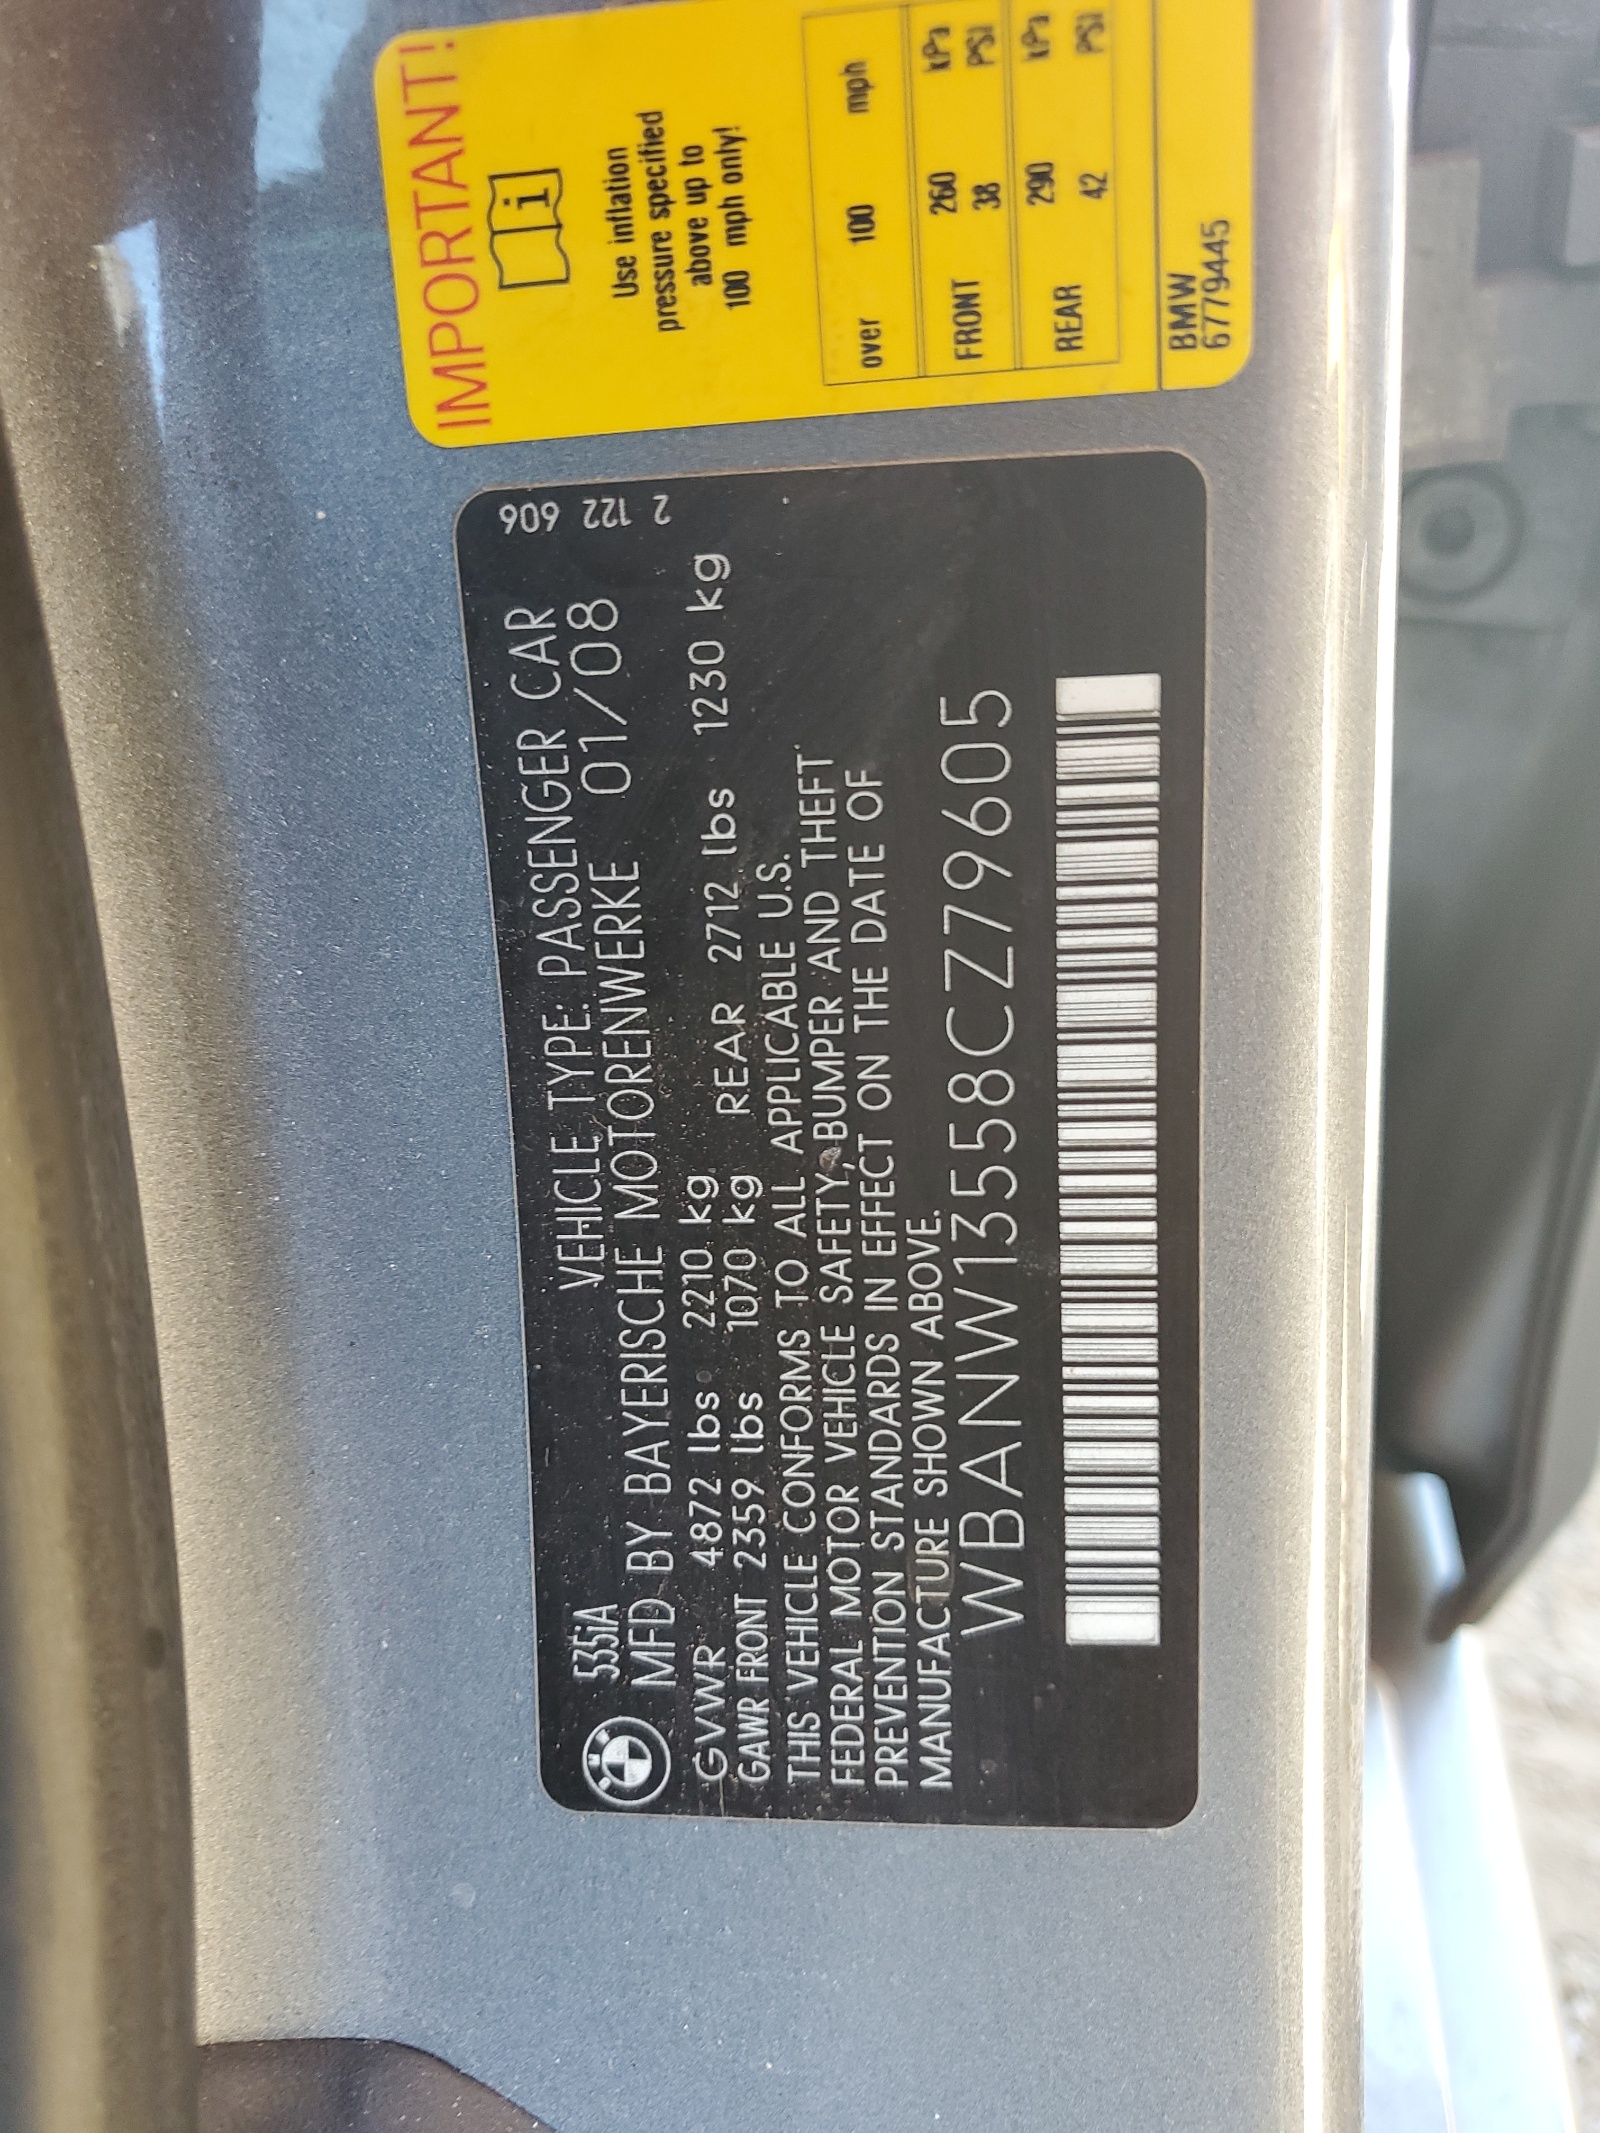 535iA VEHICLE TYPE: PASSENGER CAR
MFD BY BAYERISCHE MOTORENWERKE 01/08
GVWR 4872 lbs 2210 kg
GAWR FRONT 2359 lbs 1070 kg REAR 2712 lbs 1230 kg
THIS VEHICLE CONFORMS TO ALL APPLICABLE U.S.
FEDERAL MOTOR VEHICLE SAFETY, BUMPER AND THEFT
PREVENTION STANDARDS IN EFFECT ON THE DATE OF
MANUFACTURE SHOWN ABOVE.
WBANW13558CZ79605
2 122 606
IMPORTANT!
i
Use inflation
pressure specified
above up to
100 mph only!
over 100 mph
FRONT 260 kPa
38 PSI
REAR 290 kPa
42 PSI
BMW
6779445